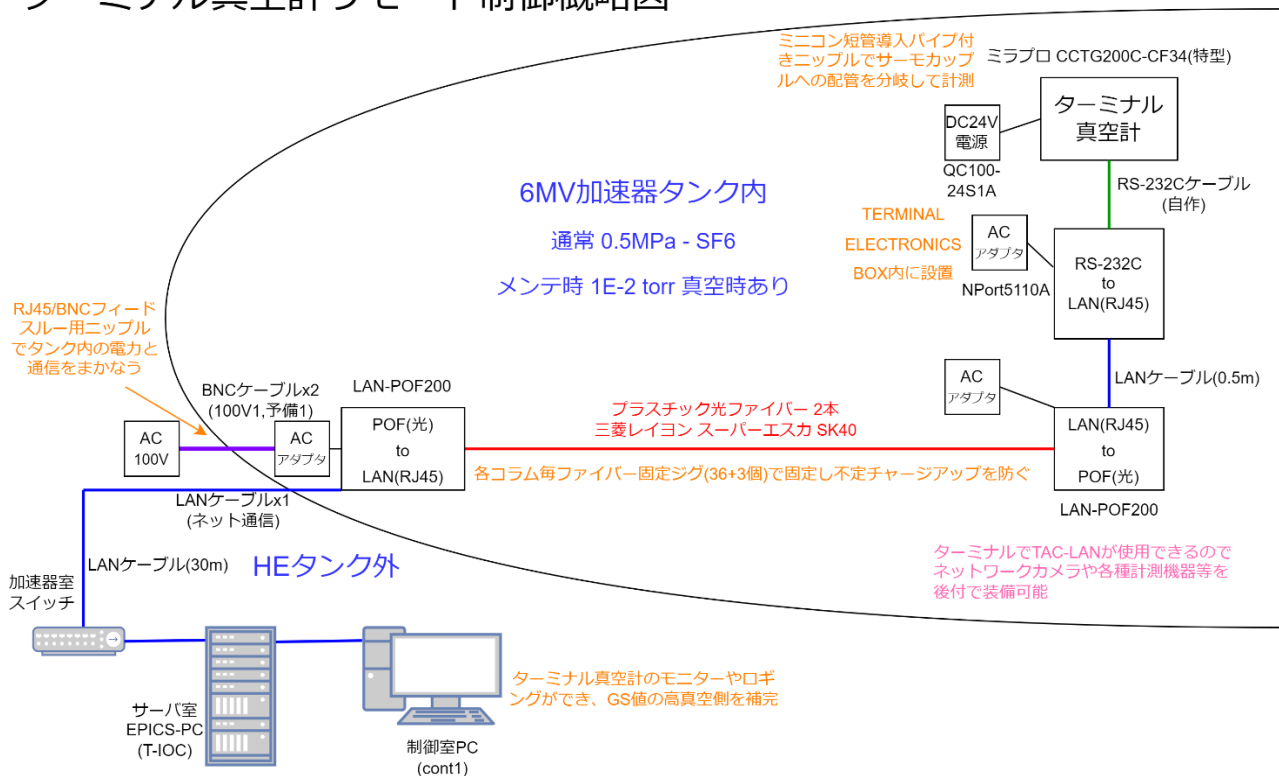 ターミナル真空計リモート制御概略図
ミニコン短管導入パイプ付
きニップルでサーモカップ
ルへの配管を分岐して計測
ミラプロ CCTG200C-CF34(特型)
ターミナル
真空計
DC24V
電源
QC100-
24S1A
RS-232Cケーブル
(自作)
6MV加速器タンク内
通常 0.5MPa - SF6
メンテ時 1E-2 torr 真空時あり
TERMINAL
ELECTRONICS
BOX内に設置
AC
アダプタ
NPort5110A
RS-232C
to
LAN(RJ45)
RJ45/BNCフィード
スルー用ニップル
でタンク内の電力と
通信をまかなう
LANケーブル(0.5m)
AC
アダプタ
BNCケーブルx2
(100V1,予備1)
LAN-POF200
AC
100V
AC
アダプタ
POF(光)
to
LAN(RJ45)
プラスチック光ファイバー 2本
三菱レイヨン スーパーエスカ SK40
各コラム毎ファイバー固定ジグ(36+3個)で固定し不定チャージアップを防ぐ
LAN(RJ45)
to
POF(光)
LAN-POF200
LANケーブルx1
(ネット通信)
LANケーブル(30m)
HEタンク外
ターミナルでTAC-LANが使用できるので
ネットワークカメラや各種計測機器等を
後付で装備可能
加速器室
スイッチ
サーバ室
EPICS-PC
(T-IOC)
制御室PC
(cont1)
ターミナル真空計のモニターやロギ
ングができ、GS値の高真空側を補完